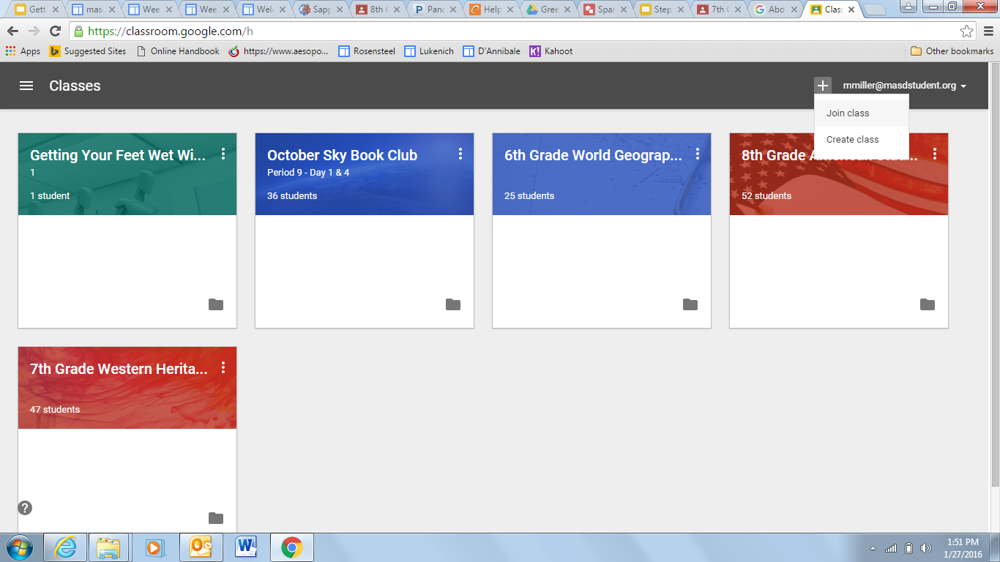 Gett
mas
Wee
Wee
Welc
Sapp
8th G
Panc
Help
Gree
Spar
Step
7th G
Abo
Clas
https://classroom.google.com/h
Apps
Suggested Sites
Online Handbook
https://www.aesopo...
Rosensteel
Lukenich
D'Annibale
Kahoot
Other bookmarks
Classes
mmiller@masdstudent.org
Join class
Create class
Getting Your Feet Wet Wi...
1
1 student
October Sky Book Club
Period 9 - Day 1 & 4
36 students
6th Grade World Geograp...
25 students
8th Grade
52 students
7th Grade Western Herita...
47 students
1:51 PM
1/27/2016